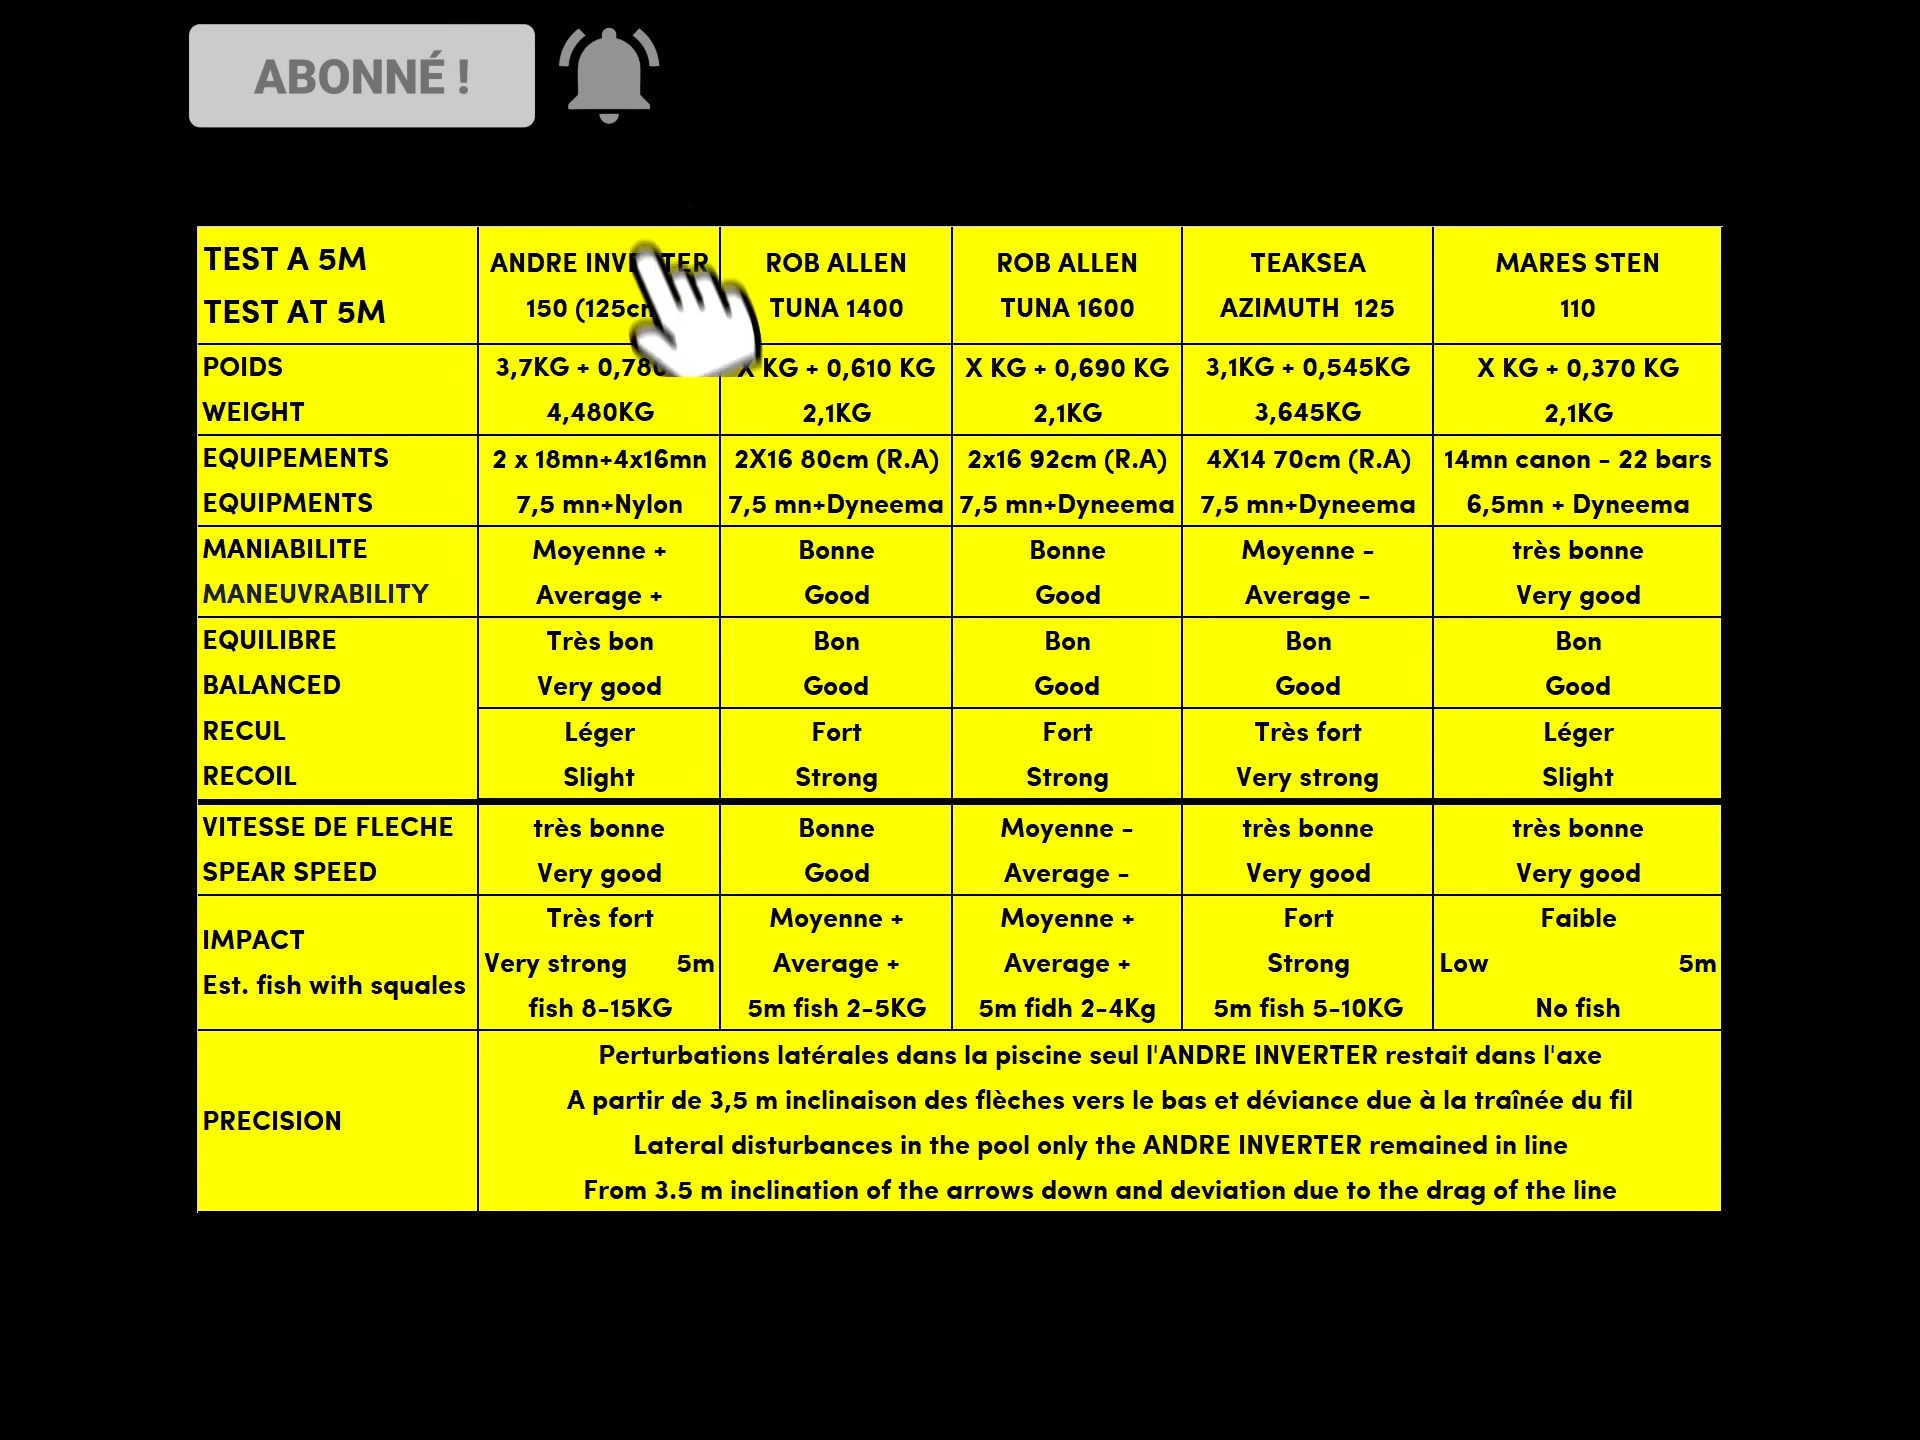 ABONNÉ !
TEST A 5M
TEST AT 5M
ANDRE
150
ROB ALLEN
TUNA 1400
ROB ALLEN
TUNA 1600
TEAKSEA
AZIMUTH 125
MARES STEN
110
POIDS
WEIGHT
3,7KG +
4,480KG
X KG + 0,610 KG
2,1KG
X KG + 0,690 KG
2,1KG
3,1KG + 0,545KG
3,645KG
X KG + 0,370 KG
2,1KG
EQUIPEMENTS
EQUIPMENTS
2 x 18mn+4x16mn
7,5 mn+Nylon
2X16 80cm (R.A)
7,5 mn+Dyneema
2x16 92cm (R.A)
7,5 mn+Dyneema
4X14 70cm (R.A)
7,5 mn+Dyneema
14mn canon - 22 bars
6,5mn + Dyneema
MANIABILITE
MANEUVRABILITY
Moyenne +
Average +
Bonne
Good
Bonne
Good
Moyenne -
Average -
très bonne
Very good
EQUILIBRE
BALANCED
Très bon
Very good
Bon
Good
Bon
Good
Bon
Good
Bon
Good
RECUL
RECOIL
Léger
Slight
Fort
Strong
Fort
Strong
Très fort
Very strong
Léger
Slight
VITESSE DE FLECHE
SPEAR SPEED
très bonne
Very good
Bonne
Good
Moyenne -
Average -
très bonne
Very good
très bonne
Very good
IMPACT
Est. fish with squales
Très fort
Very strong 5m
fish 8-15KG
Moyenne +
Average +
5m fish 2-5KG
Moyenne +
Average +
5m fidh 2-4Kg
Fort
Strong
5m fish 5-10KG
Faible
Low 5m
No fish
PRECISION
Perturbations latérales dans la piscine seul l'ANDRE INVERTER restait dans l'axe
A partir de 3,5 m inclinaison des flèches vers le bas et déviance due à la traînée du fil
Lateral disturbances in the pool only the ANDRE INVERTER remained in line
From 3.5 m inclination of the arrows down and deviation due to the drag of the line